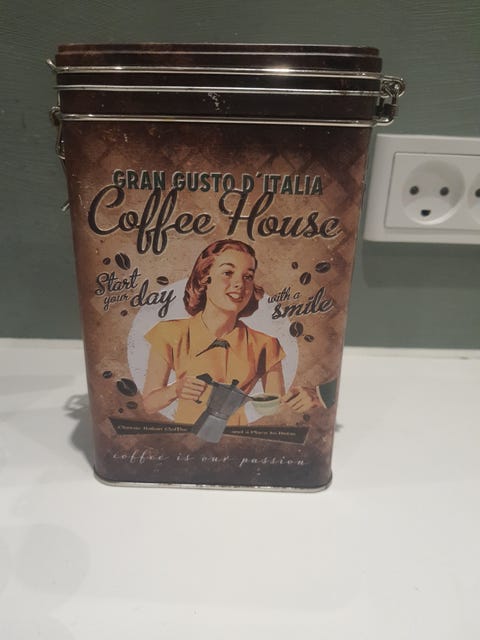 GRAN GUSTO D'ITALIA
Coffee House
Start your day
with a smile
Classic Italian Coffee and a Place to Relax
coffee is our passion